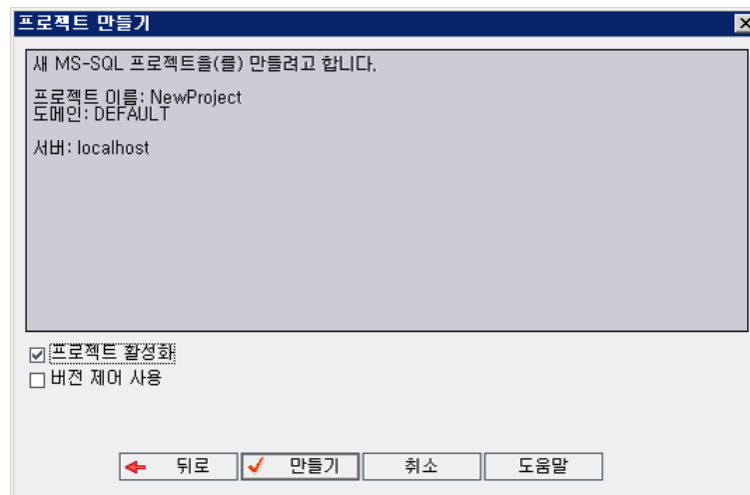 프로젝트 만들기
새 MS-SQL 프로젝트을(를) 만들려고 합니다.
프로젝트 이름: NewProject
도메인: DEFAULT
서버: localhost
프로젝트 활성화
버전 제어 사용
뒤로
만들기
취소
도움말